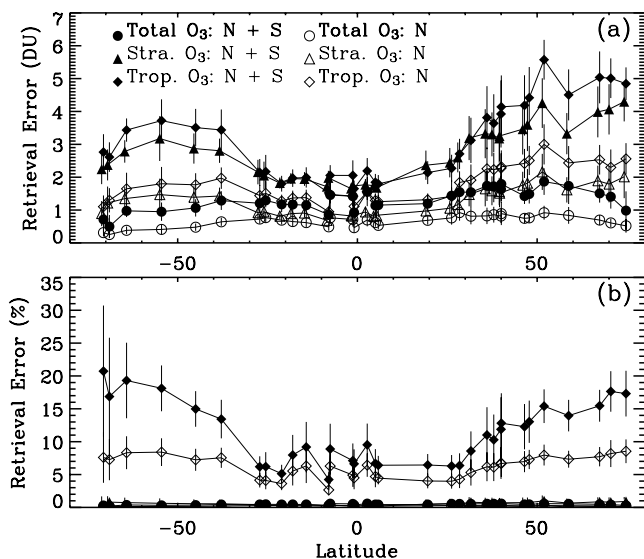 7
6
5
4
3
2
1
0
Retrieval Error (DU)
(a)
Total O3: N + S
Total O3: N
Stra. O3: N + S
Stra. O3: N
Trop. O3: N + S
Trop. O3: N
−50
0
50
35
30
25
20
15
10
5
0
Retrieval Error (%)
(b)
−50
0
50
Latitude